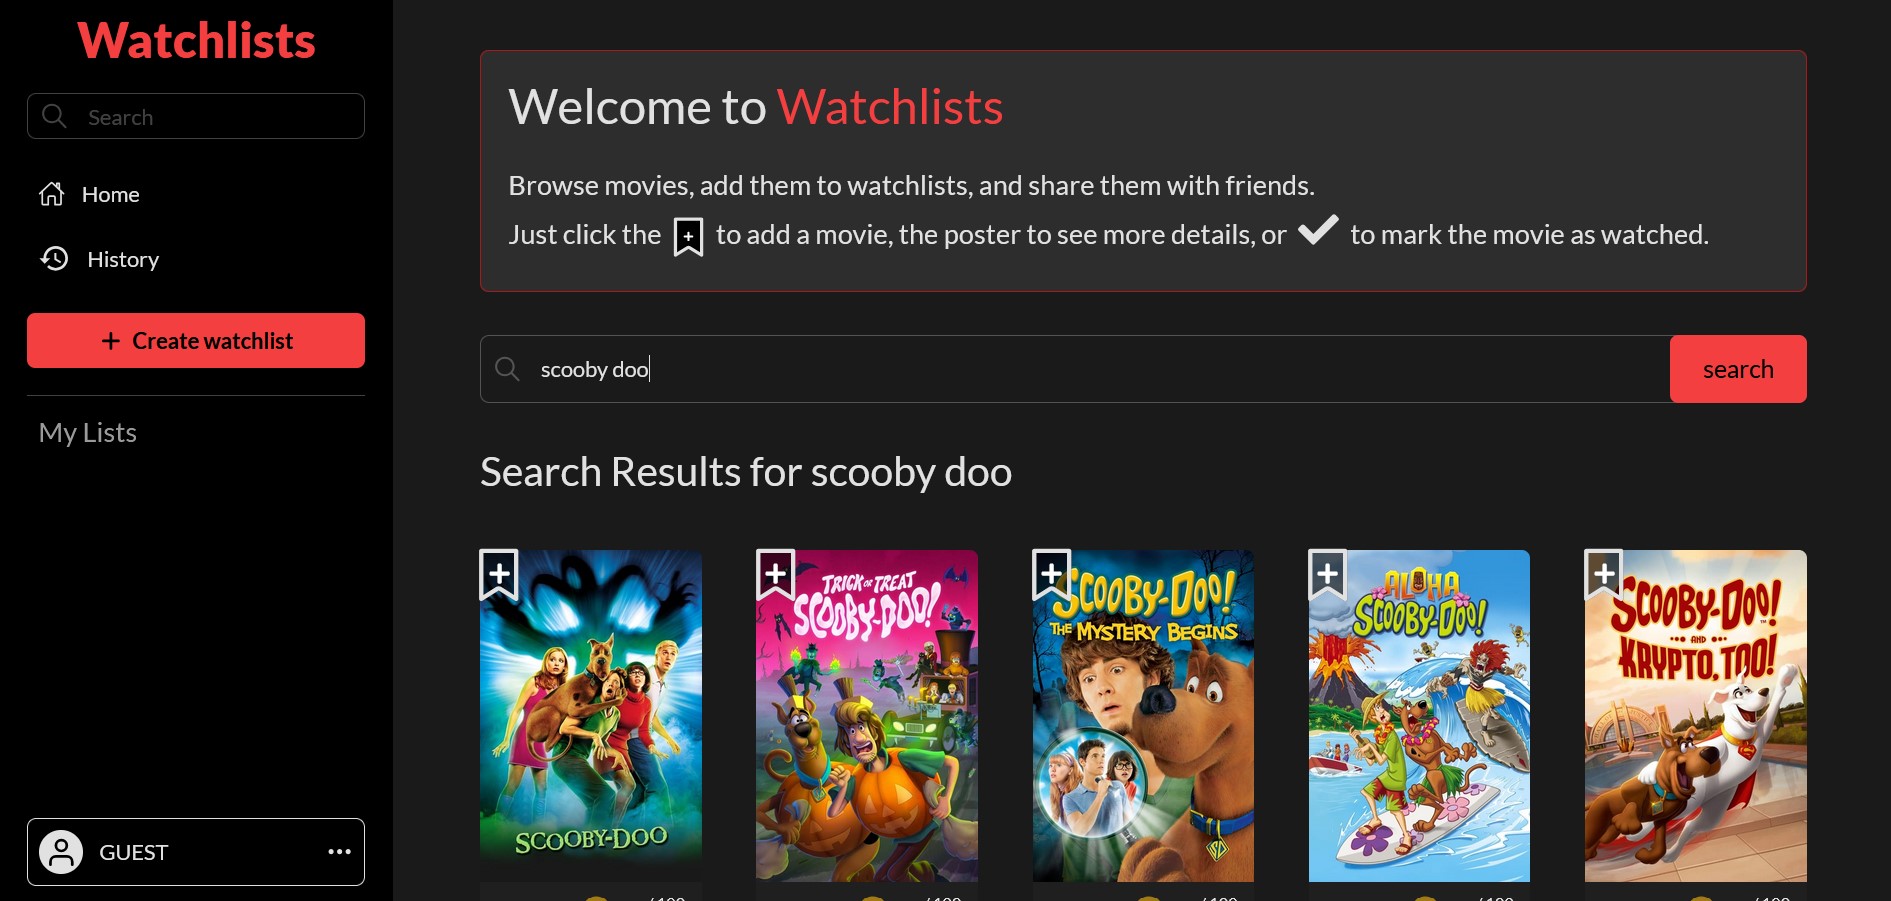 Watchlists
Search
Home
History
+ Create watchlist
My Lists
GUEST
Welcome to Watchlists
Browse movies, add them to watchlists, and share them with friends.
Just click the to add a movie, the poster to see more details, or to mark the movie as watched.
scooby doo
search
Search Results for scooby doo
SCOOBY-DOO
TRICK OR TREAT
SCOOBY-DOO!
SCOOBY-DOO!
THE MYSTERY BEGINS
ALOHA
SCOOBY-DOO!
SCOOBY-DOO!
AND
KRYPTO, TOO!